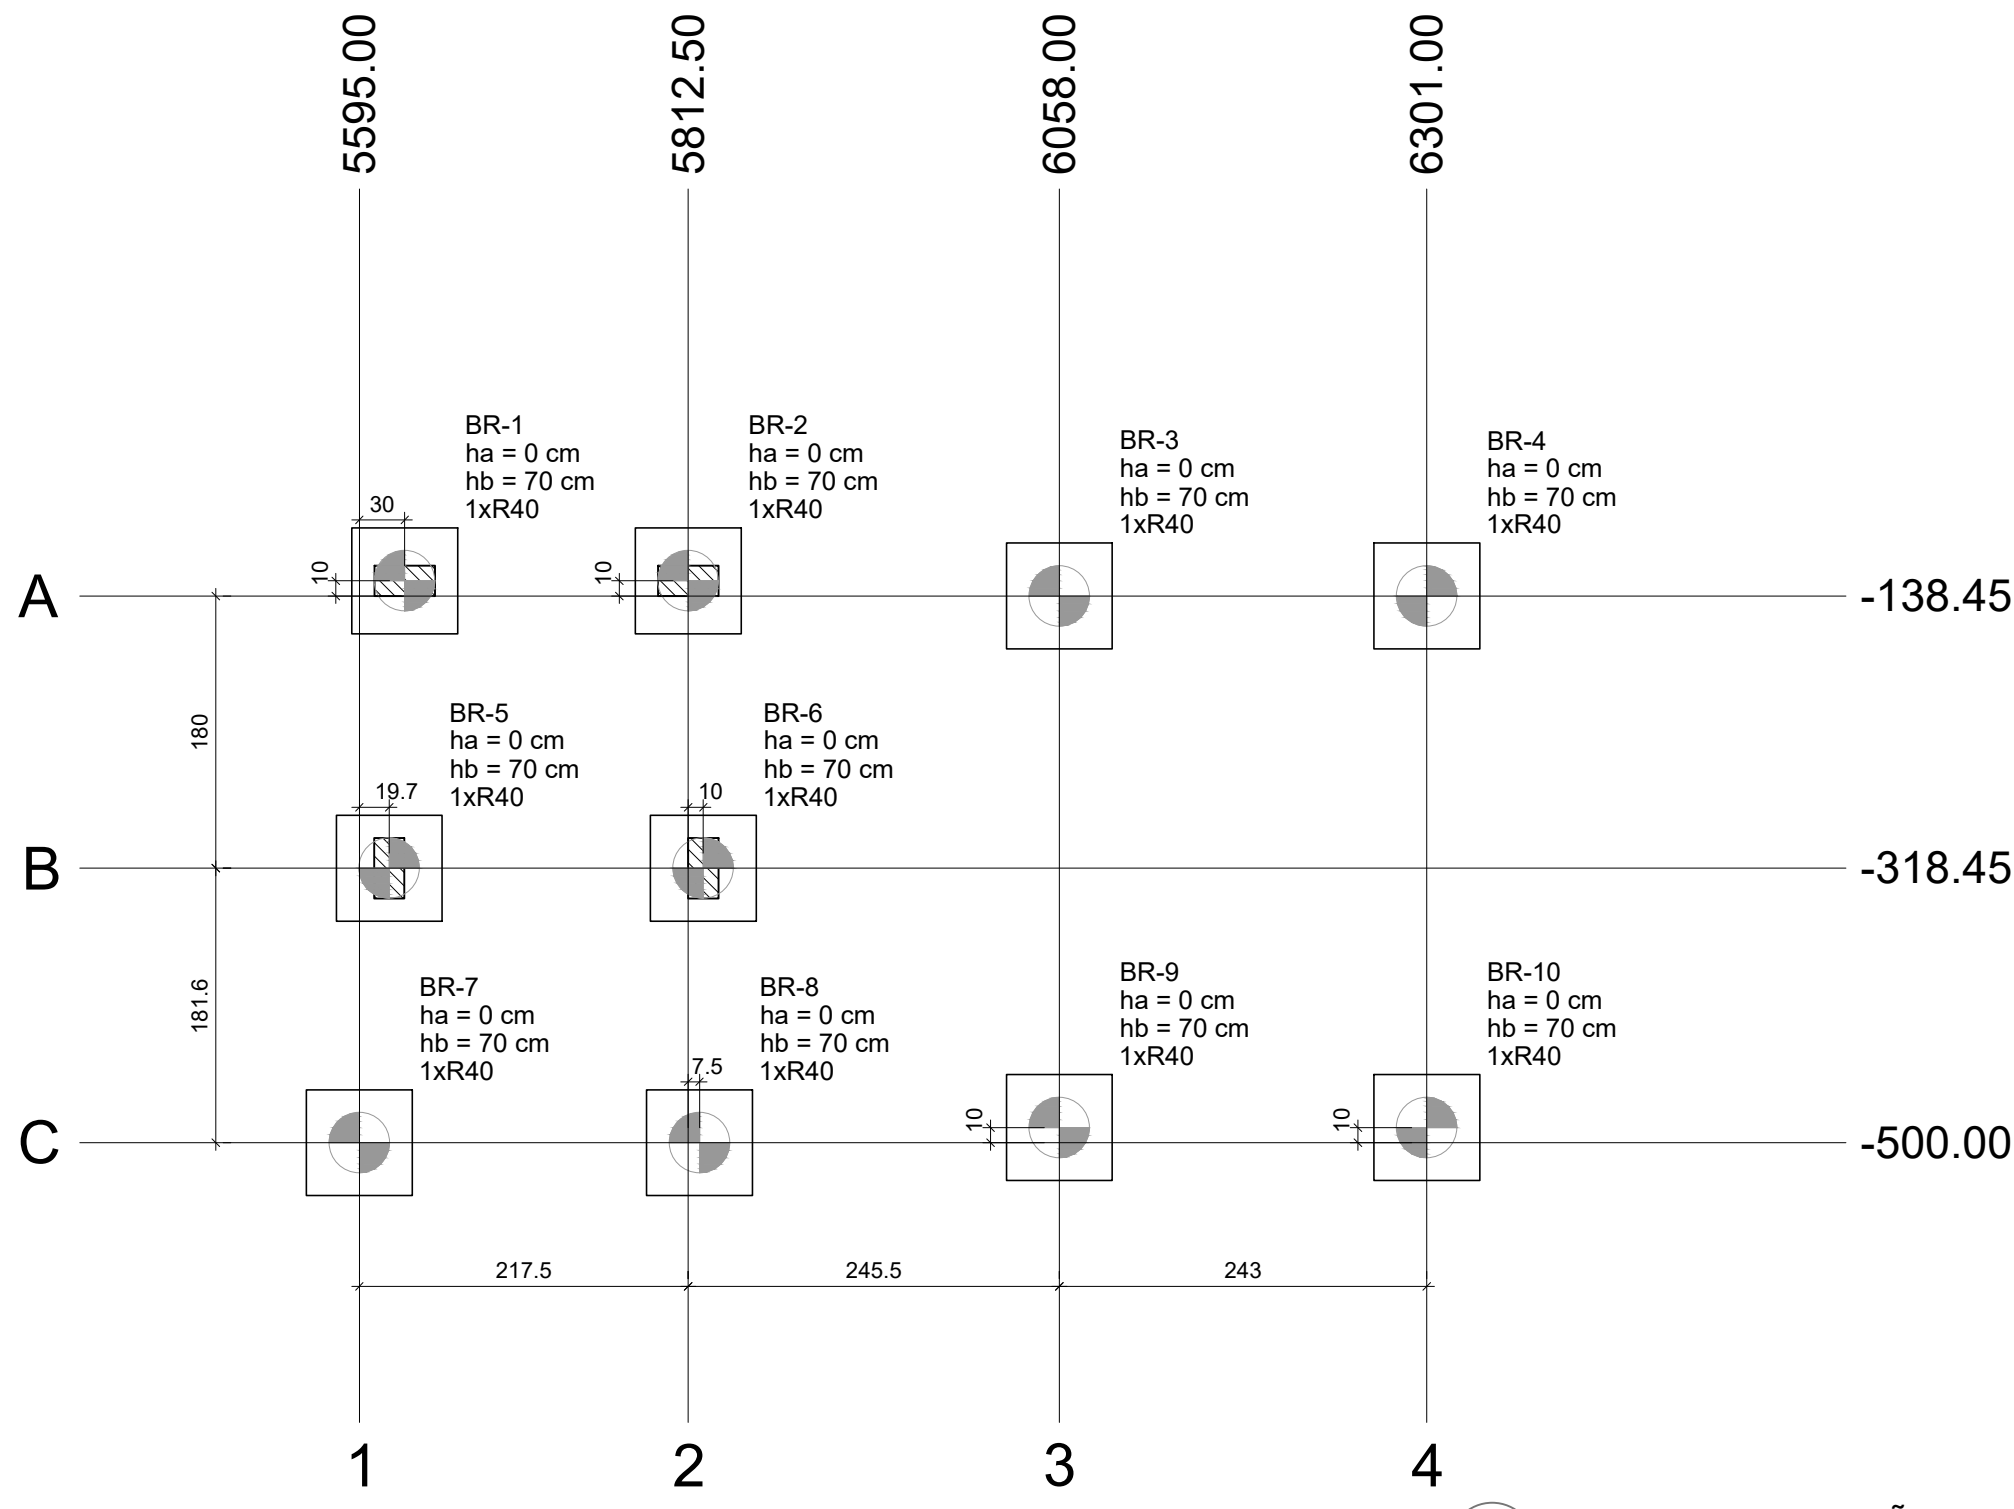 5595.00
5812.50
6058.00
6301.00
BR-1
ha = 0 cm
hb = 70 cm
1xR40
30
10
BR-2
ha = 0 cm
hb = 70 cm
1xR40
10
BR-3
ha = 0 cm
hb = 70 cm
1xR40
BR-4
ha = 0 cm
hb = 70 cm
1xR40
A
-138.45
180
BR-5
ha = 0 cm
hb = 70 cm
1xR40
19.7
BR-6
ha = 0 cm
hb = 70 cm
1xR40
10
B
-318.45
181.6
BR-7
ha = 0 cm
hb = 70 cm
1xR40
BR-8
ha = 0 cm
hb = 70 cm
1xR40
7.5
BR-9
ha = 0 cm
hb = 70 cm
1xR40
10
BR-10
ha = 0 cm
hb = 70 cm
1xR40
10
C
-500.00
217.5
245.5
243
1
2
3
4